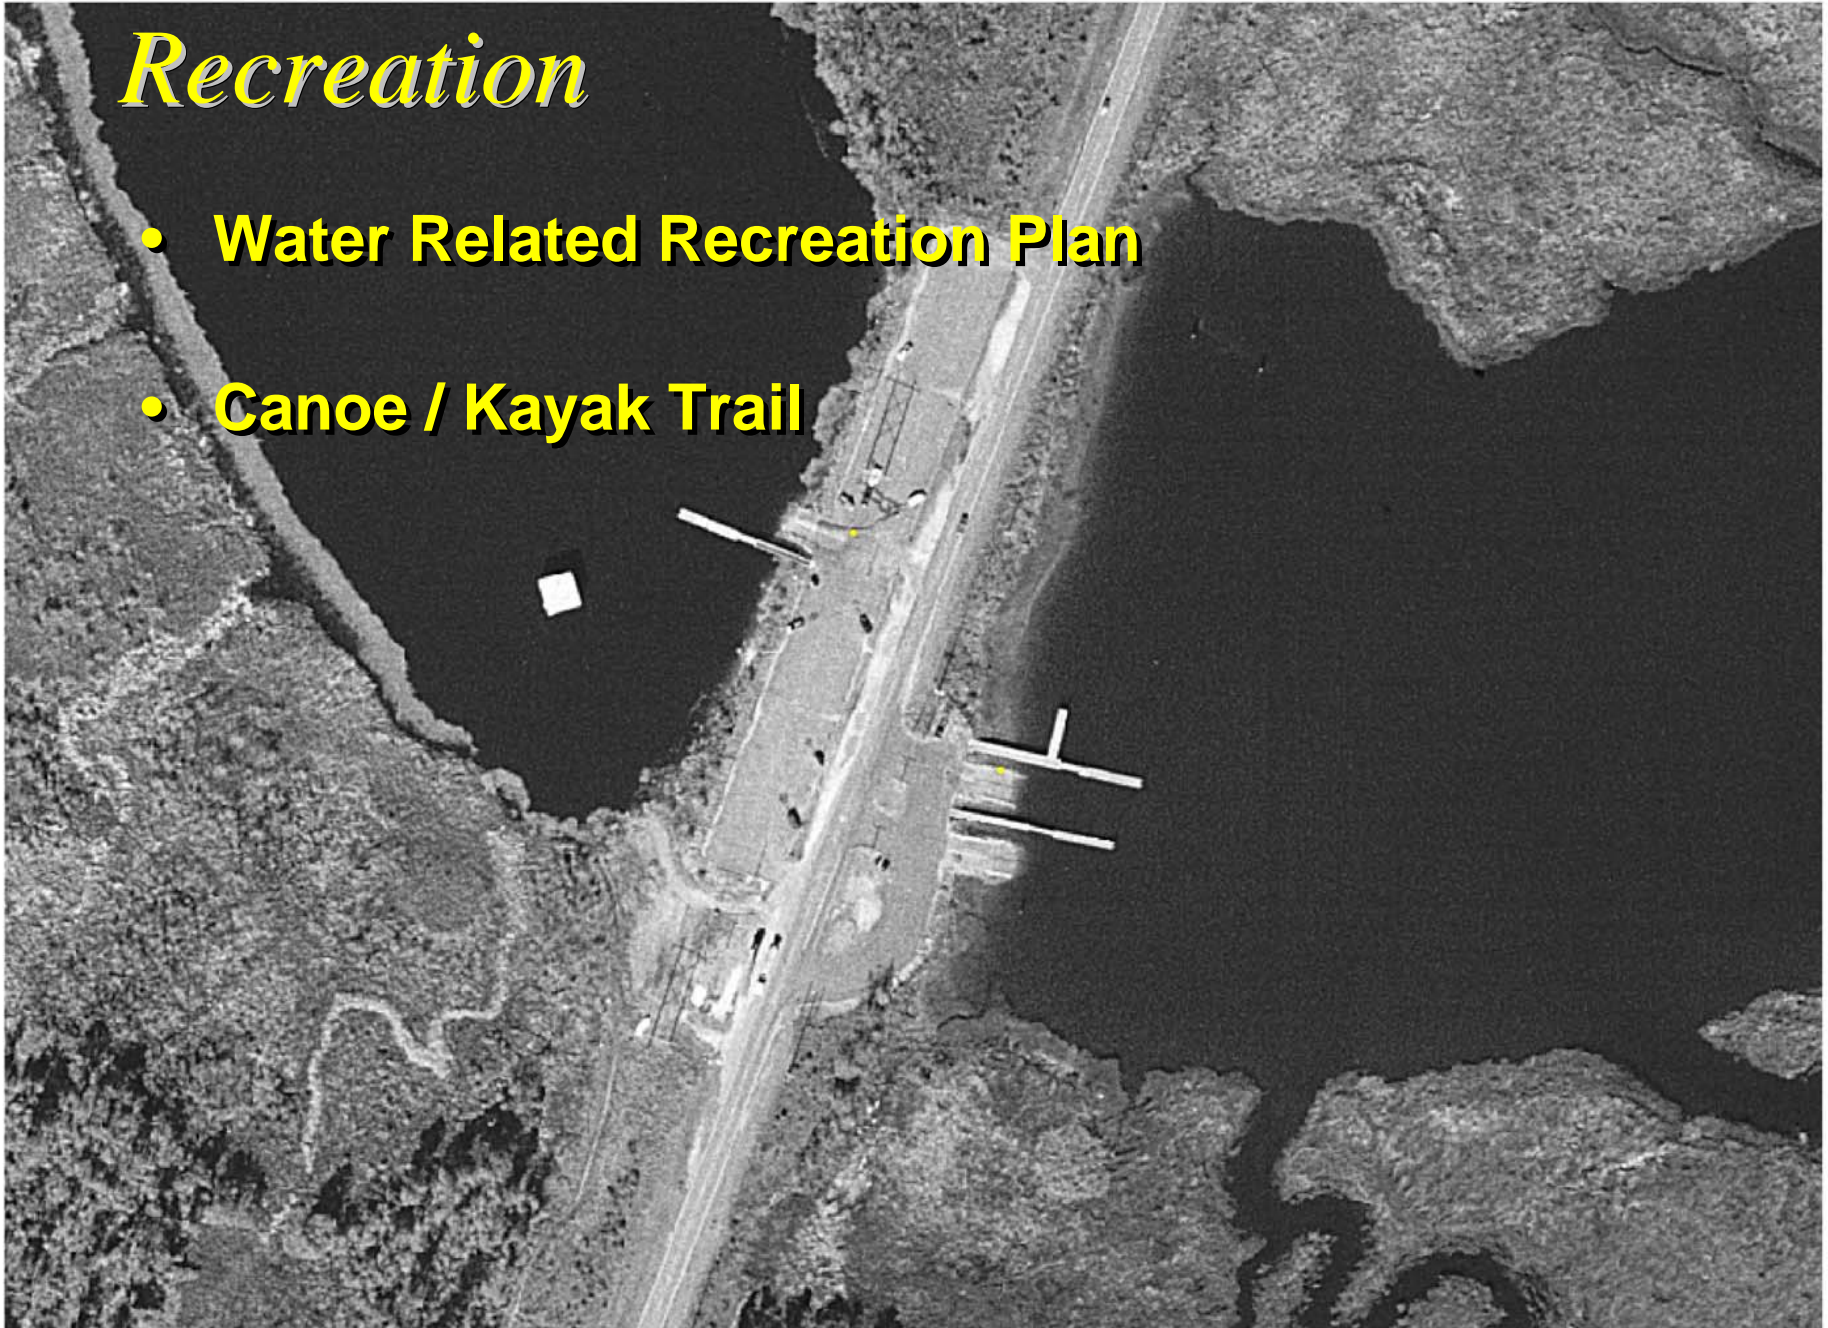 Recreation
• Water Related Recreation Plan
• Canoe / Kayak Trail